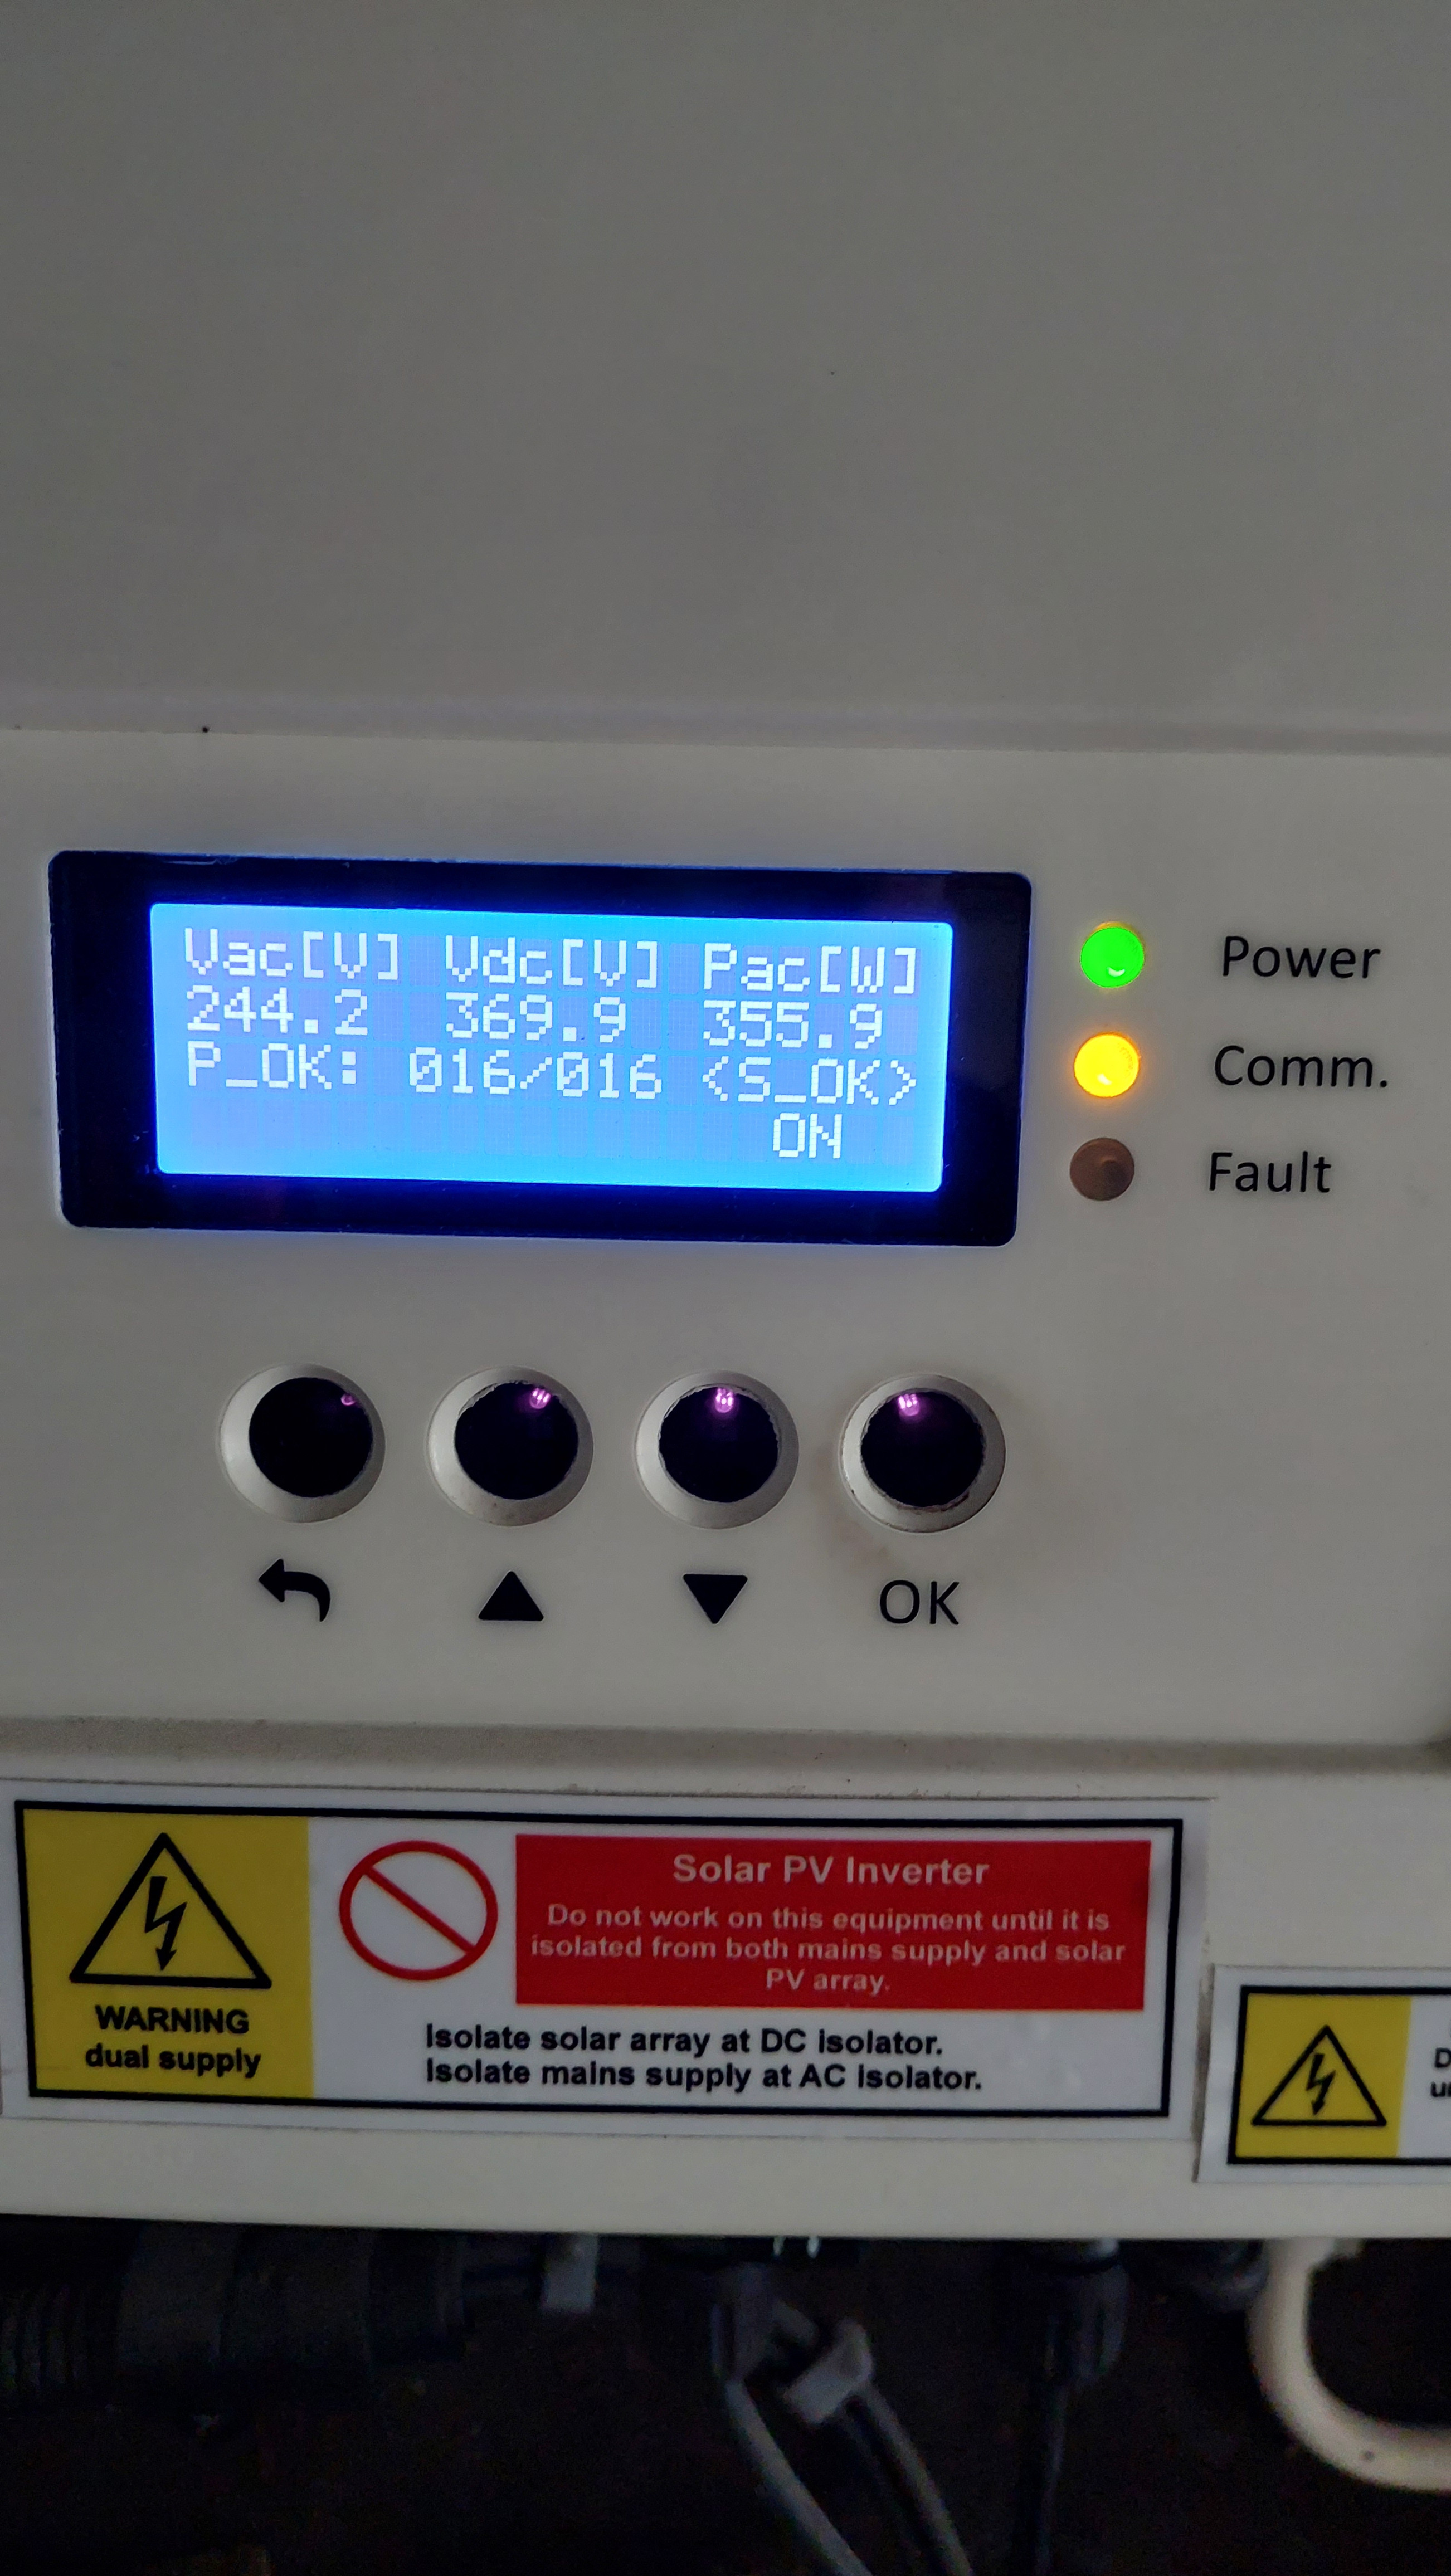 Vac[V] Vdc[V] Pac[W]
244.2 369.9 355.9
P_OK: 016/016 <S_OK>
ON
Power
Comm.
Fault
OK
Solar PV Inverter
Do not work on this equipment until it is
isolated from both mains supply and solar
PV array.
WARNING
dual supply
Isolate solar array at DC isolator.
Isolate mains supply at AC isolator.